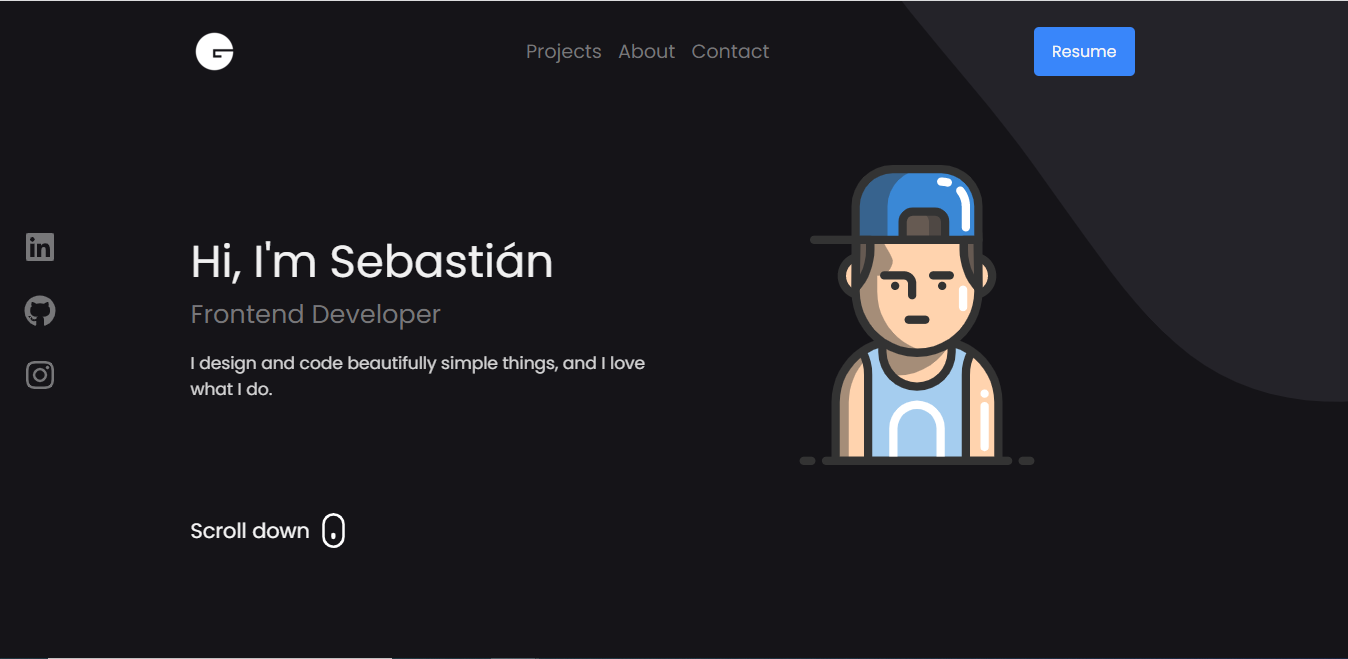 Projects About Contact
Resume
Hi, I'm Sebastián
Frontend Developer
I design and code beautifully simple things, and I love
what I do.
Scroll down